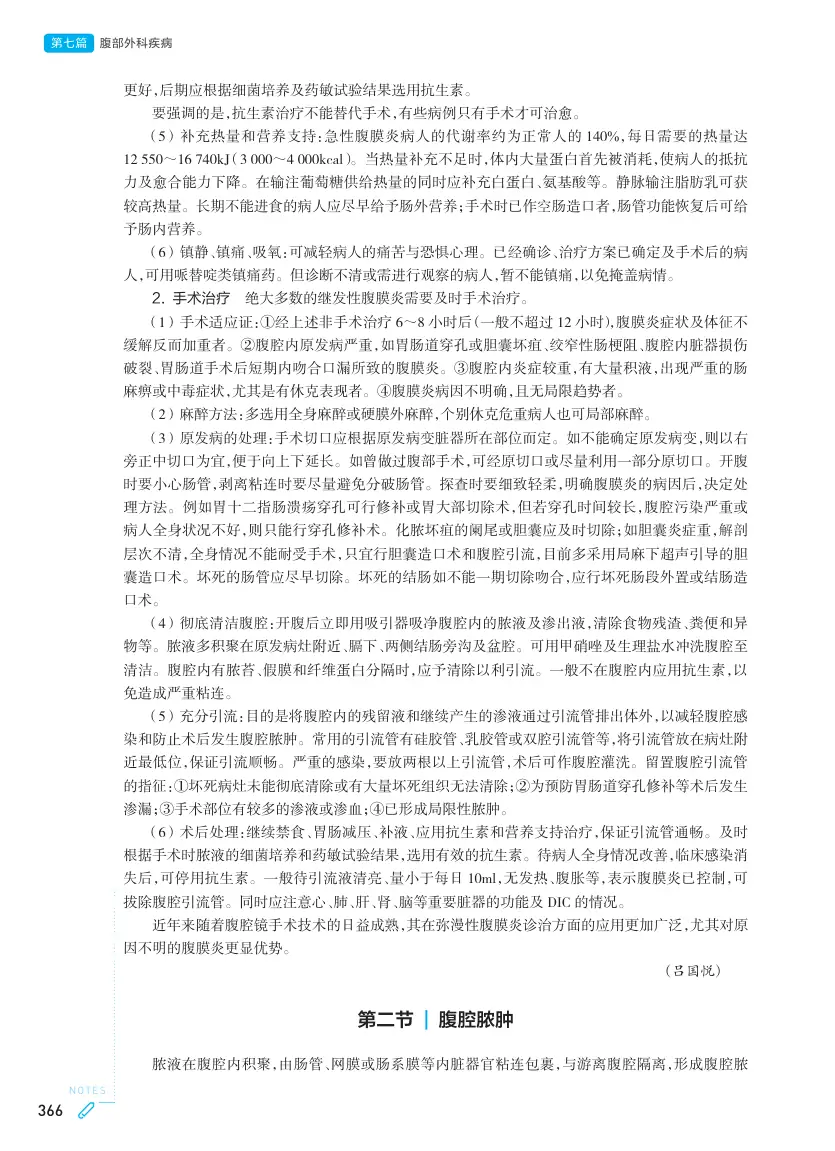 第七篇 腹部外科疾病
更好,后期应根据细菌培养及药敏试验结果选用抗生素。
要强调的是,抗生素治疗不能替代手术,有些病例只有手术才可治愈。
（5）补充热量和营养支持:急性腹膜炎病人的代谢率约为正常人的 140%,每日需要的热量达
12 550～16 740kJ（3 000～4 000kcal）。当热量补充不足时,体内大量蛋白首先被消耗,使病人的抵抗
力及愈合能力下降。在输注葡萄糖供给热量的同时应补充白蛋白、氨基酸等。静脉输注脂肪乳可获
较高热量。长期不能进食的病人应尽早给予肠外营养;手术时已作空肠造口者,肠管功能恢复后可给
予肠内营养。
（6）镇静、镇痛、吸氧:可减轻病人的痛苦与恐惧心理。已经确诊、治疗方案已确定及手术后的病
人,可用哌替啶类镇痛药。但诊断不清或需进行观察的病人,暂不能镇痛,以免掩盖病情。
2. 手术治疗 绝大多数的继发性腹膜炎需要及时手术治疗。
（1）手术适应证:①经上述非手术治疗 6～8 小时后（一般不超过 12 小时）,腹膜炎症状及体征不
缓解反而加重者。②腹腔内原发病严重,如胃肠道穿孔或胆囊坏疽、绞窄性肠梗阻、腹腔内脏器损伤
破裂、胃肠道手术后短期内吻合口漏所致的腹膜炎。③腹腔内炎症较重,有大量积液,出现严重的肠
麻痹或中毒症状,尤其是有休克表现者。④腹膜炎病因不明确,且无局限趋势者。
（2）麻醉方法:多选用全身麻醉或硬膜外麻醉,个别休克危重病人也可局部麻醉。
（3）原发病的处理:手术切口应根据原发病变脏器所在部位而定。如不能确定原发病变,则以右
旁正中切口为宜,便于向上下延长。如曾做过腹部手术,可经原切口或尽量利用一部分原切口。开腹
时要小心肠管,剥离粘连时要尽量避免分破肠管。探查时要细致轻柔,明确腹膜炎的病因后,决定处
理方法。例如胃十二指肠溃疡穿孔可行修补或胃大部切除术,但若穿孔时间较长,腹腔污染严重或
病人全身状况不好,则只能行穿孔修补术。化脓坏疽的阑尾或胆囊应及时切除;如胆囊炎症重,解剖
层次不清,全身情况不能耐受手术,只宜行胆囊造口术和腹腔引流,目前多采用局麻下超声引导的胆
囊造口术。坏死的肠管应尽早切除。坏死的结肠如不能一期切除吻合,应行坏死肠段外置或结肠造
口术。
（4）彻底清洁腹腔:开腹后立即用吸引器吸净腹腔内的脓液及渗出液,清除食物残渣、粪便和异
物等。脓液多积聚在原发病灶附近、膈下、两侧结肠旁沟及盆腔。可用甲硝唑及生理盐水冲洗腹腔至
清洁。腹腔内有脓苔、假膜和纤维蛋白分隔时,应予清除以利引流。一般不在腹腔内应用抗生素,以
免造成严重粘连。
（5）充分引流:目的是将腹腔内的残留液和继续产生的渗液通过引流管排出体外,以减轻腹腔感
染和防止术后发生腹腔脓肿。常用的引流管有硅胶管、乳胶管或双腔引流管等,将引流管放在病灶附
近最低位,保证引流顺畅。严重的感染,要放两根以上引流管,术后可作腹腔灌洗。留置腹腔引流管
的指征:①坏死病灶未能彻底清除或有大量坏死组织无法清除;②为预防胃肠道穿孔修补等术后发生
渗漏;③手术部位有较多的渗液或渗血;④已形成局限性脓肿。
（6）术后处理:继续禁食、胃肠减压、补液、应用抗生素和营养支持治疗,保证引流管通畅。及时
根据手术时脓液的细菌培养和药敏试验结果,选用有效的抗生素。待病人全身情况改善,临床感染消
失后,可停用抗生素。一般待引流液清亮、量小于每日 10ml,无发热、腹胀等,表示腹膜炎已控制,可
拔除腹腔引流管。同时应注意心、肺、肝、肾、脑等重要脏器的功能及 DIC 的情况。
近年来随着腹腔镜手术技术的日益成熟,其在弥漫性腹膜炎诊治方面的应用更加广泛,尤其对原
因不明的腹膜炎更显优势。
（吕国悦）
第二节 | 腹腔脓肿
脓液在腹腔内积聚,由肠管、网膜或肠系膜等内脏器官粘连包裹,与游离腹腔隔离,形成腹腔脓
NOTES
366